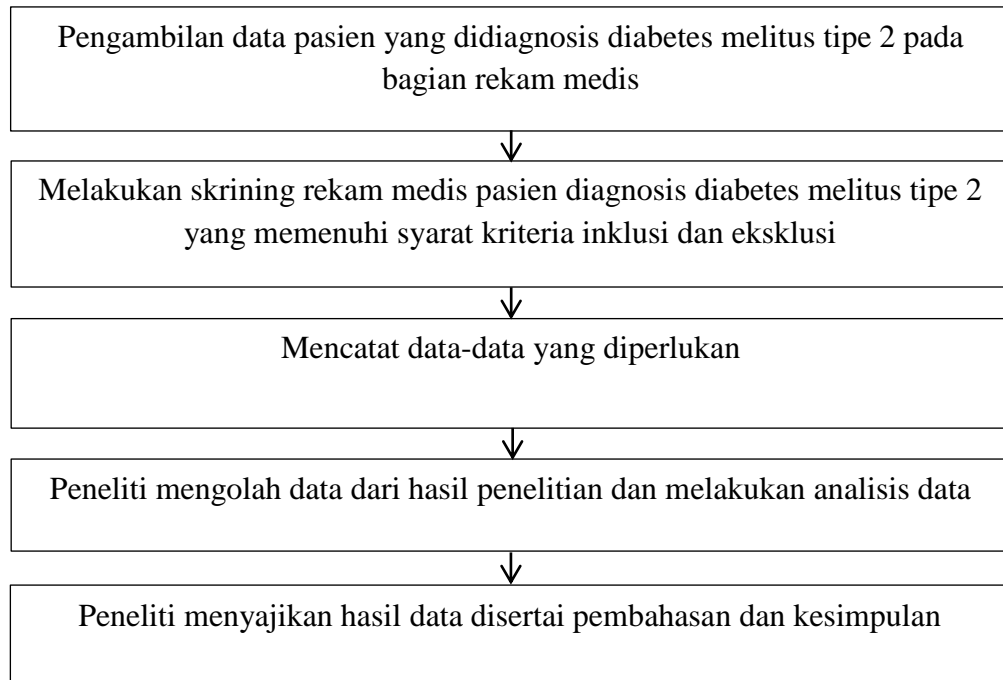 Pengambilan data pasien yang didiagnosis diabetes melitus tipe 2 pada
bagian rekam medis
Melakukan skrining rekam medis pasien diagnosis diabetes melitus tipe 2
yang memenuhi syarat kriteria inklusi dan eksklusi
Mencatat data-data yang diperlukan
Peneliti mengolah data dari hasil penelitian dan melakukan analisis data
Peneliti menyajikan hasil data disertai pembahasan dan kesimpulan